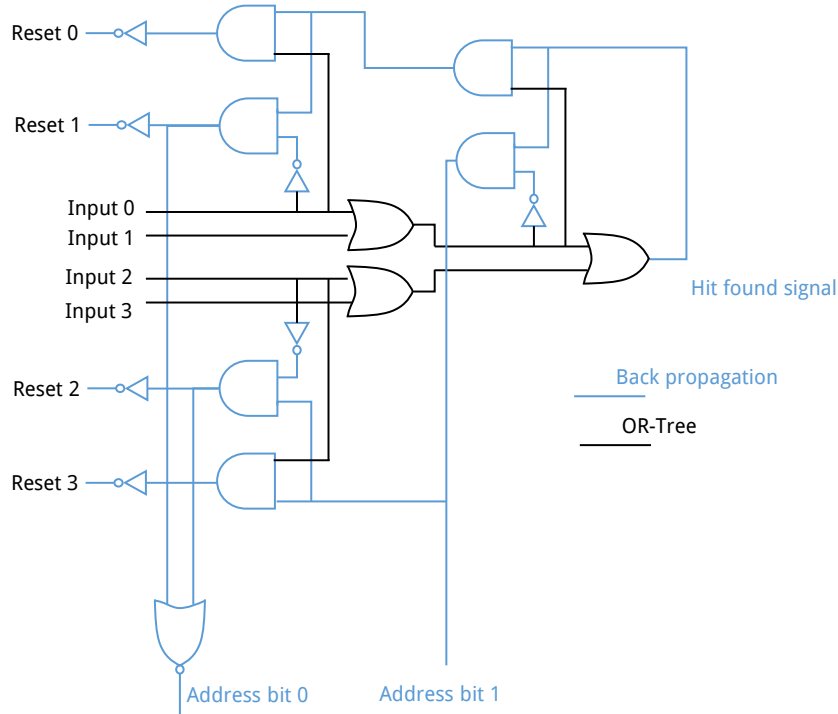 Reset 0
Reset 1
Input 0
Input 1
Input 2
Input 3
Hit found signal
Back propagation
Reset 2
OR-Tree
Reset 3
Address bit 0
Address bit 1